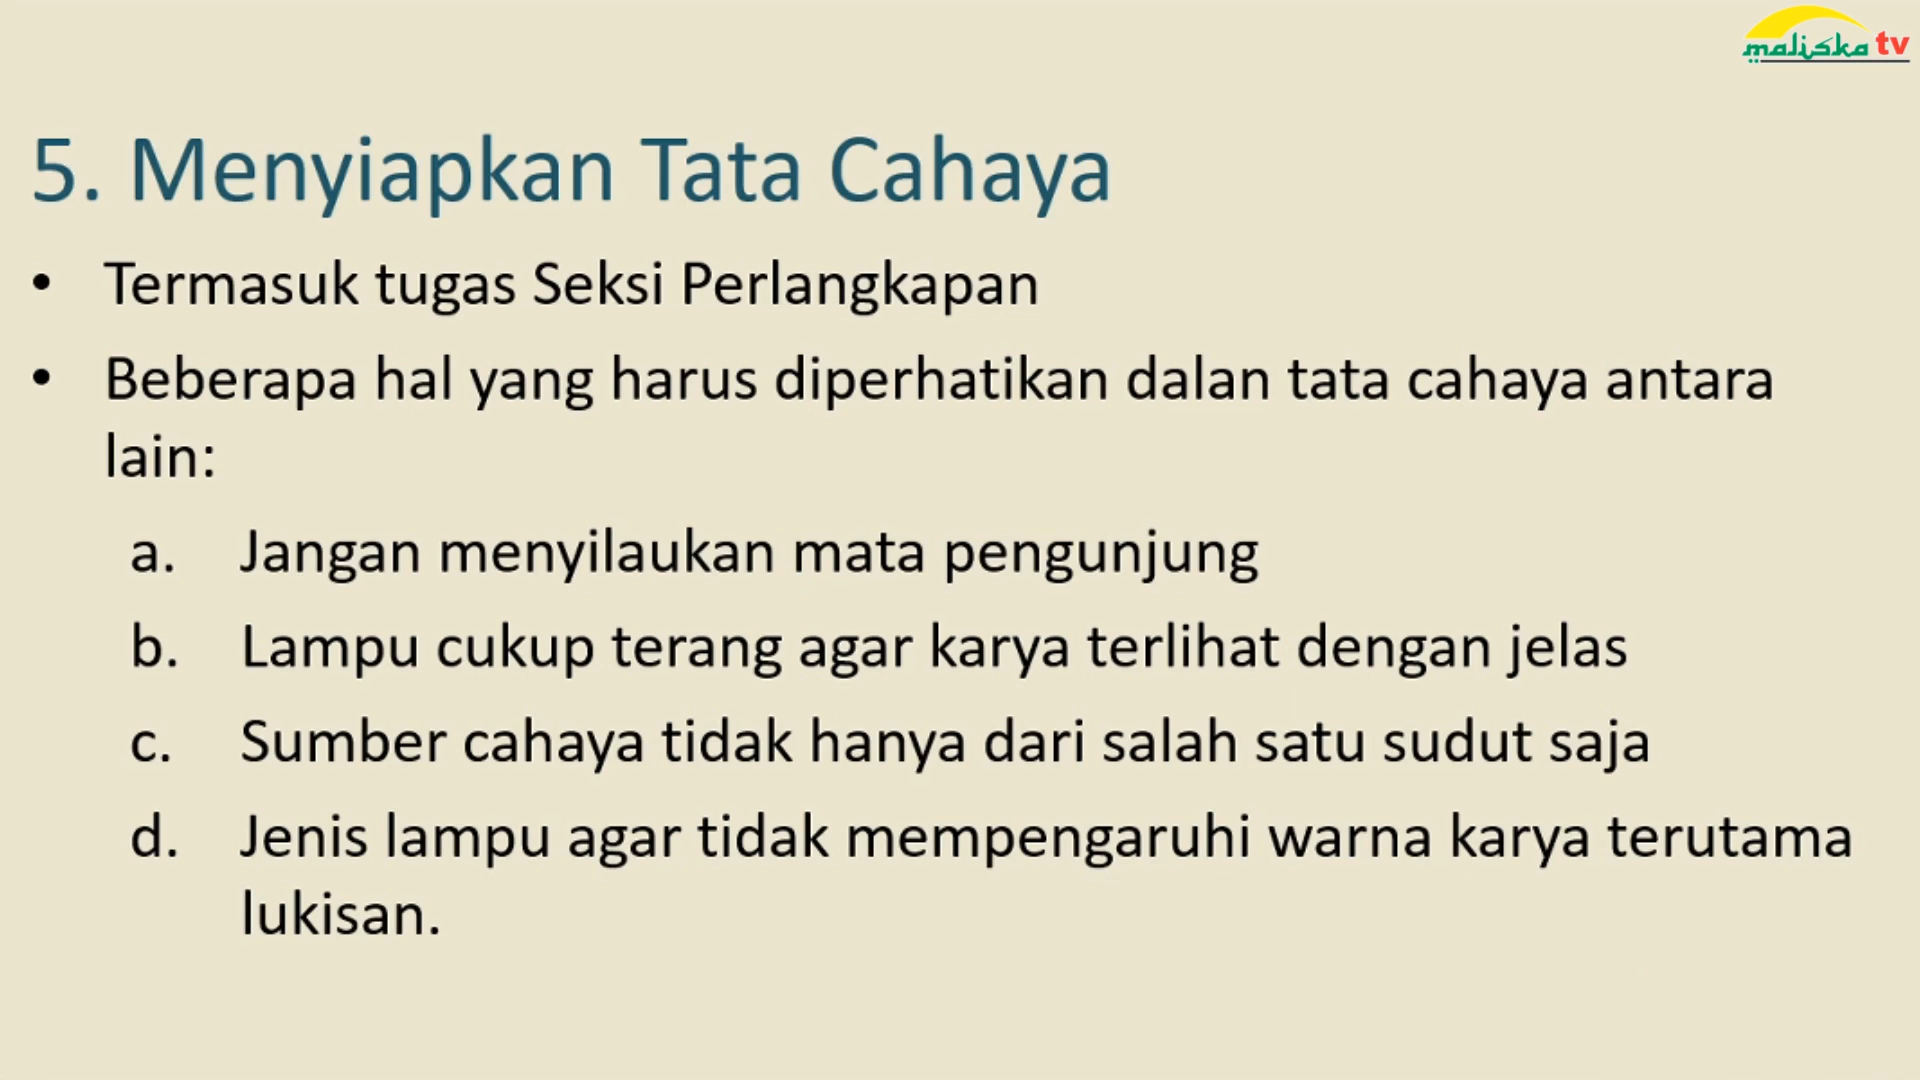 maliska tv
5. Menyiapkan Tata Cahaya
• Termasuk tugas Seksi Perlangkapan
• Beberapa hal yang harus diperhatikan dalan tata cahaya antara
lain:
a. Jangan menyilaukan mata pengunjung
b. Lampu cukup terang agar karya terlihat dengan jelas
c. Sumber cahaya tidak hanya dari salah satu sudut saja
d. Jenis lampu agar tidak mempengaruhi warna karya terutama
lukisan.